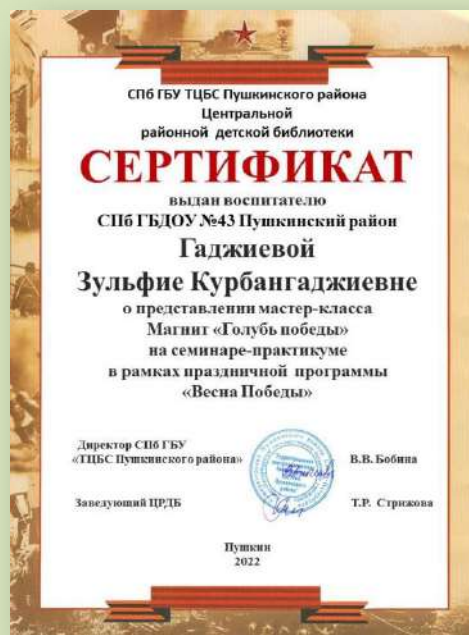 СПб ГБУ ТЦБС Пушкинского района
Центральной
районной детской библиотеки
СЕРТИФИКАТ
выдан воспитателю
СПб ГБДОУ №43 Пушкинский район
Гаджиевой
Зульфие Курбангаджиевне
о представлении мастер-класса
Магнит «Голубь победы»
на семинаре-практикуме
в рамках праздничной программы
«Весна Победы»
Директор СПб ГБУ
«ТЦБС Пушкинского района»
В.В. Бобина
Заведующий ЦРДБ
Т.Р. Стрижова
Пушкин
2022